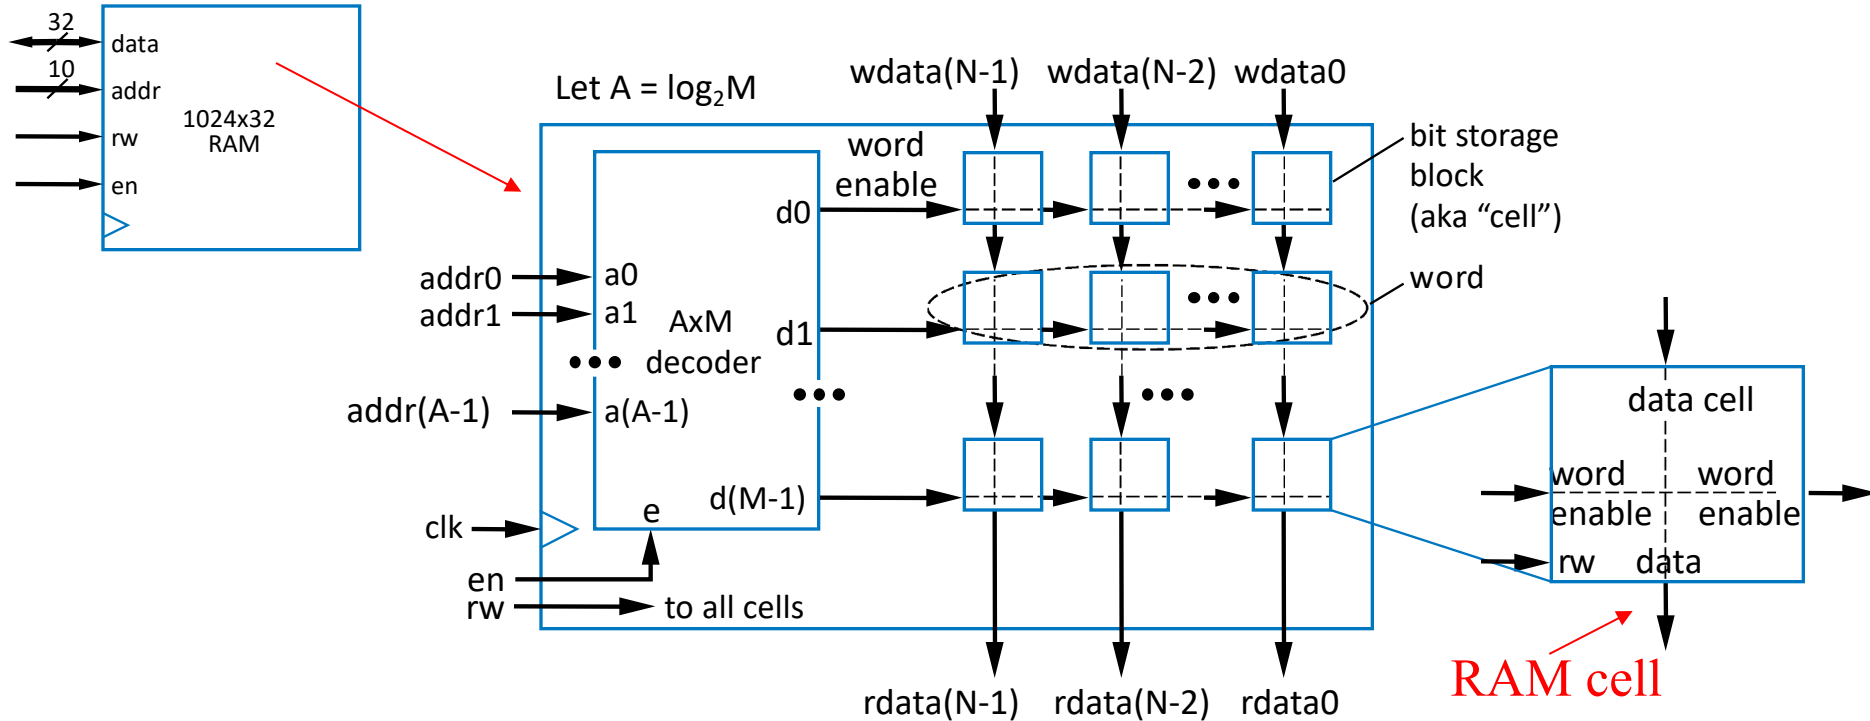 32
data
10
addr
1024x32
RAM
rw
en
Let A = log₂M
wdata(N-1) wdata(N-2) wdata0
word
enable
bit storage
block
(aka “cell”)
d0
addr0
a0
addr1
a1
AxM
decoder
d1
word
addr(A-1)
a(A-1)
d(M-1)
e
clk
en
rw
to all cells
rdata(N-1) rdata(N-2) rdata0
data cell
word word
enable enable
rw data
RAM cell